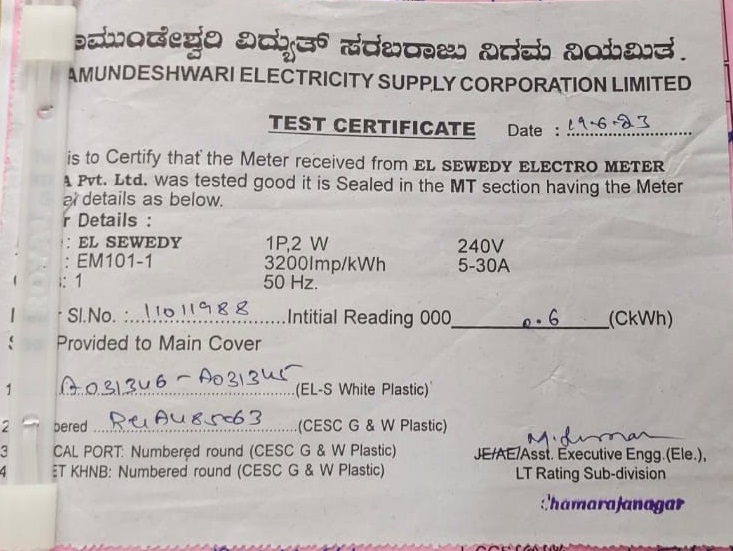 ಾಮುಂಡೇಶ್ವರಿ ವಿದ್ಯುತ್ ಸರಬರಾಜು ನಿಗಮ ನಿಯಮಿತ.
AMUNDESHWARI ELECTRICITY SUPPLY CORPORATION LIMITED
TEST CERTIFICATE Date : 19-6-23
is to Certify that the Meter received from EL SEWEDY ELECTRO METER
A Pvt. Ltd. was tested good it is Sealed in the MT section having the Meter
al details as below.
r Details :
: EL SEWEDY 1P,2 W 240V
: EM101-1 3200Imp/kWh 5-30A
: 1 50 Hz.
Sl.No. : 11011988 Intitial Reading 000 0.6 (CkWh)
Provided to Main Cover
1 A031346 - A031345 (EL-S White Plastic)
2 bered (CESC G & W Plastic)
3 CAL PORT: Numbered round (CESC G & W Plastic)
4 ET KHNB: Numbered round (CESC G & W Plastic)
JE/AE/Asst. Executive Engg.(Ele.),
LT Rating Sub-division
Chamarajanagar